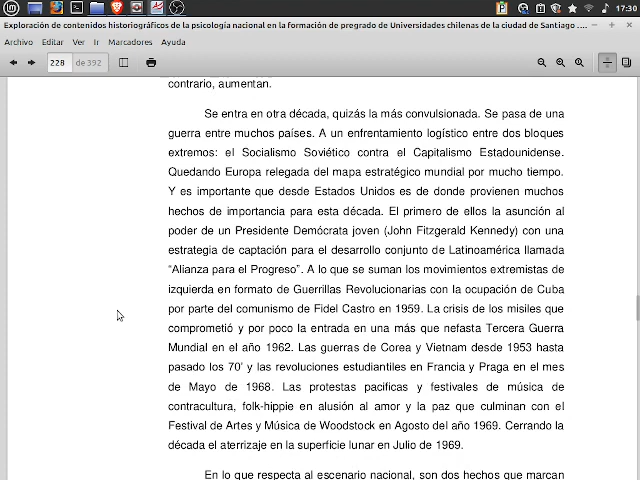 17:30
Exploración de contenidos historiográficos de la psicología nacional en la formación de pregrado de Universidades chilenas de la ciudad de Santiago ....
Archivo Editar Ver Ir Marcadores Ayuda
228 de 392
contrario, aumentan.
Se entra en otra década, quizás la más convulsionada. Se pasa de una
guerra entre muchos países. A un enfrentamiento logístico entre dos bloques
extremos: el Socialismo Soviético contra el Capitalismo Estadounidense.
Quedando Europa relegada del mapa estratégico mundial por mucho tiempo.
Y es importante que desde Estados Unidos es de donde provienen muchos
hechos de importancia para esta década. El primero de ellos la asunción al
poder de un Presidente Demócrata joven (John Fitzgerald Kennedy) con una
estrategia de captación para el desarrollo conjunto de Latinoamérica llamada
“Alianza para el Progreso”. A lo que se suman los movimientos extremistas de
izquierda en formato de Guerrillas Revolucionarias con la ocupación de Cuba
por parte del comunismo de Fidel Castro en 1959. La crisis de los misiles que
comprometió y por poco la entrada en una más que nefasta Tercera Guerra
Mundial en el año 1962. Las guerras de Corea y Vietnam desde 1953 hasta
pasado los 70’ y las revoluciones estudiantiles en Francia y Praga en el mes
de Mayo de 1968. Las protestas pacificas y festivales de música de
contracultura, folk-hippie en alusión al amor y la paz que culminan con el
Festival de Artes y Música de Woodstock en Agosto del año 1969. Cerrando la
década el aterrizaje en la superficie lunar en Julio de 1969.
En lo que respecta al escenario nacional, son dos hechos que marcan